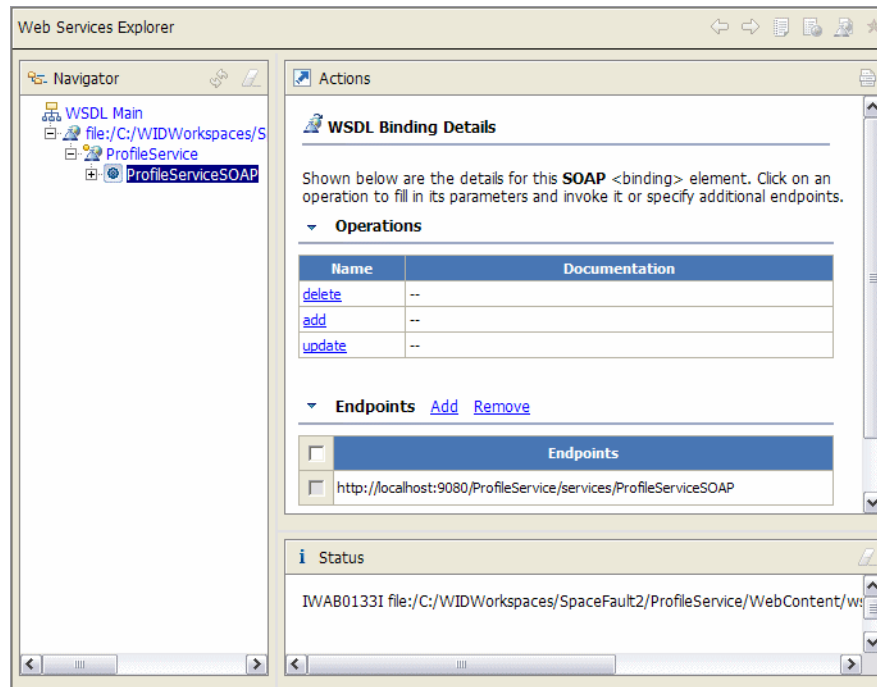 Web Services Explorer
Navigator
WSDL Main
file:/C:/WIDWorkspaces/S
ProfileService
ProfileServiceSOAP
Actions
WSDL Binding Details
Shown below are the details for this SOAP <binding> element. Click on an
operation to fill in its parameters and invoke it or specify additional endpoints.
Operations
Name Documentation
delete --
add --
update --
Endpoints Add Remove
Endpoints
http://localhost:9080/ProfileService/services/ProfileServiceSOAP
i Status
IWAB0133I file:/C:/WIDWorkspaces/SpaceFault2/ProfileService/WebContent/ws